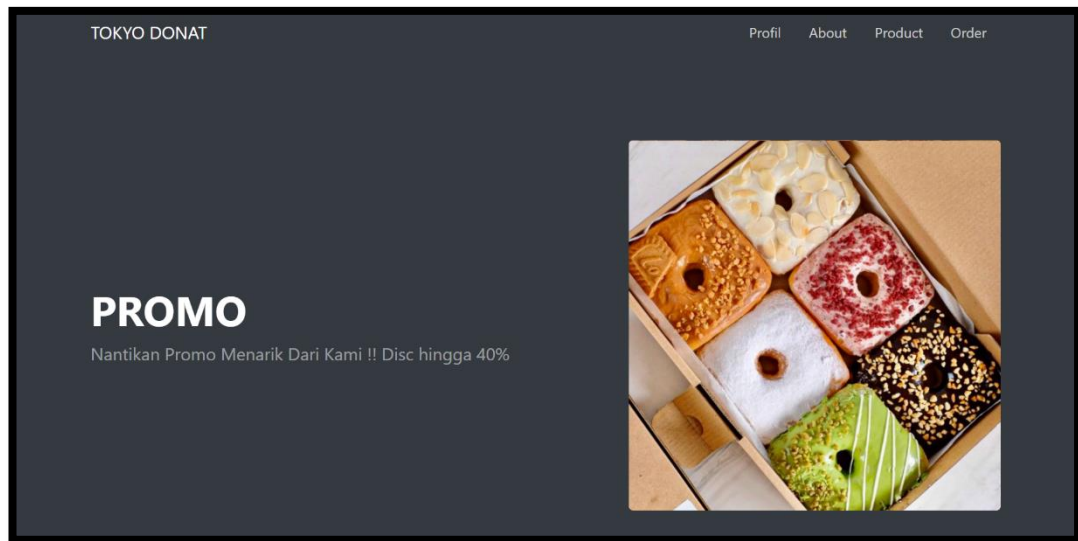 TOKYO DONAT
Profil About Product Order
PROMO
Nantikan Promo Menarik Dari Kami !! Disc hingga 40%